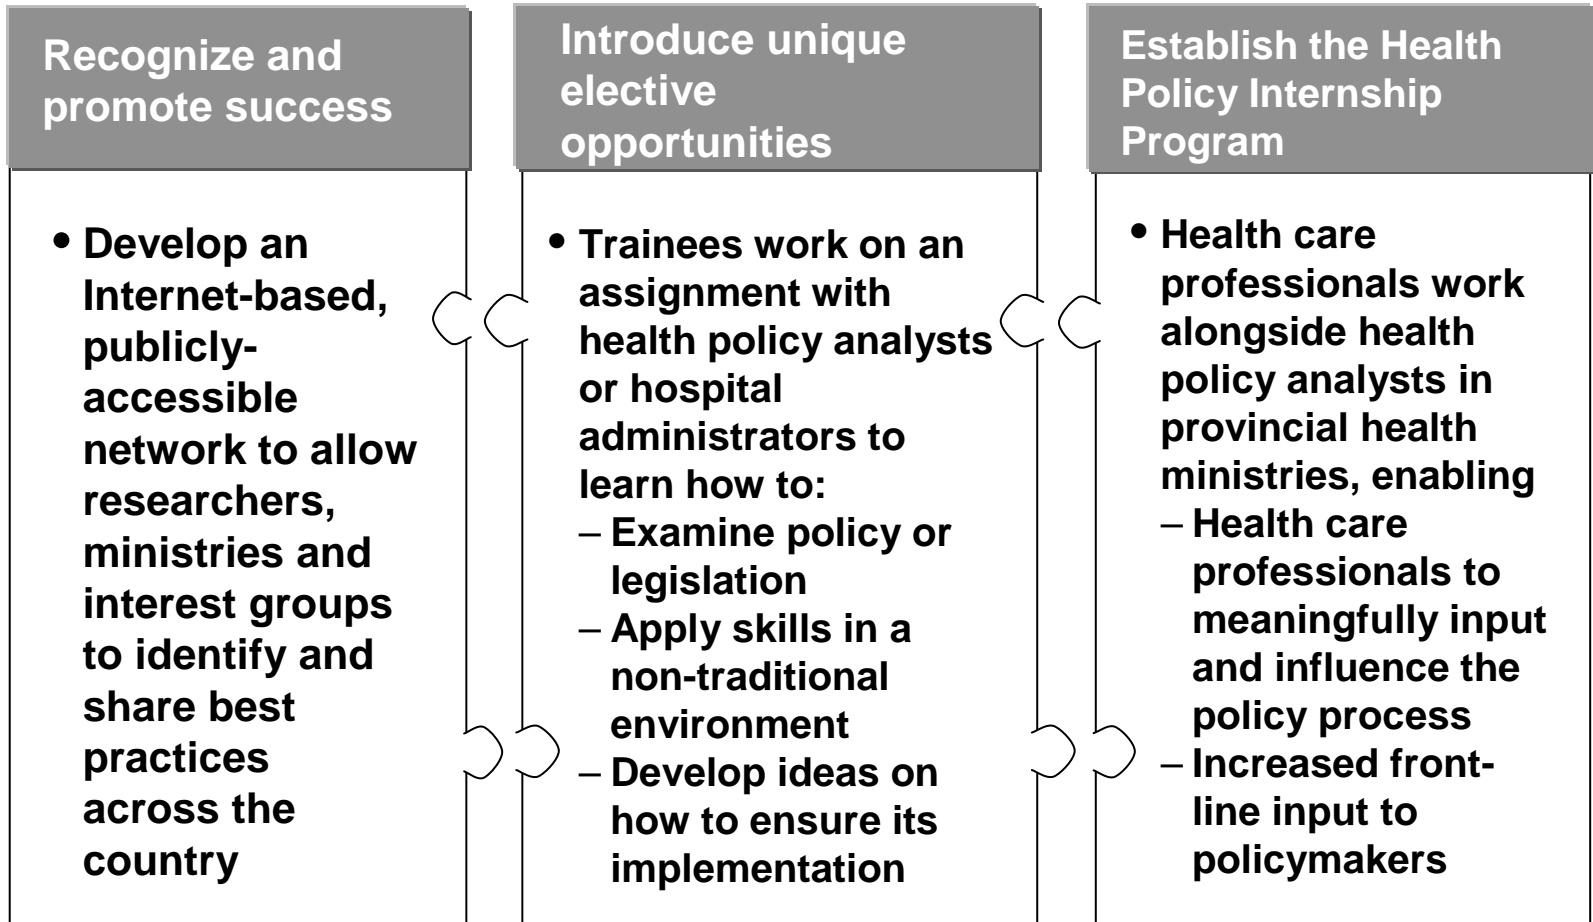 Recognize and
promote success
• Develop an
Internet-based,
publicly-
accessible
network to allow
researchers,
ministries and
interest groups
to identify and
share best
practices
across the
country
Introduce unique
elective
opportunities
• Trainees work on an
assignment with
health policy analysts
or hospital
administrators to
learn how to:
– Examine policy or
legislation
– Apply skills in a
non-traditional
environment
– Develop ideas on
how to ensure its
implementation
Establish the Health
Policy Internship
Program
• Health care
professionals work
alongside health
policy analysts in
provincial health
ministries, enabling
– Health care
professionals to
meaningfully input
and influence the
policy process
– Increased front-
line input to
policymakers